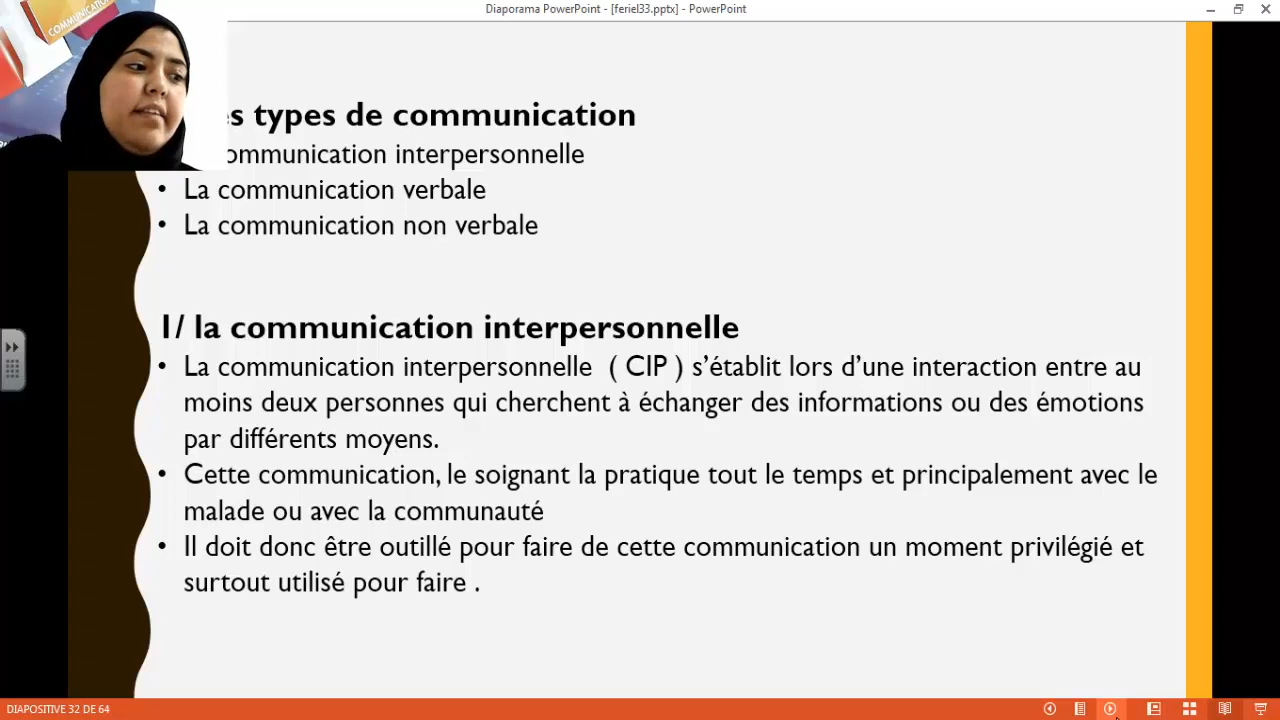 COMMUNICATION
Diaporama PowerPoint - [feriel33.pptx] - PowerPoint
es types de communication
ommunication interpersonnelle
• La communication verbale
• La communication non verbale
1/ la communication interpersonnelle
• La communication interpersonnelle ( CIP ) s’établit lors d’une interaction entre au
moins deux personnes qui cherchent à échanger des informations ou des émotions
par différents moyens.
• Cette communication, le soignant la pratique tout le temps et principalement avec le
malade ou avec la communauté
• Il doit donc être outillé pour faire de cette communication un moment privilégié et
surtout utilisé pour faire .
DIAPOSITIVE 32 DE 64